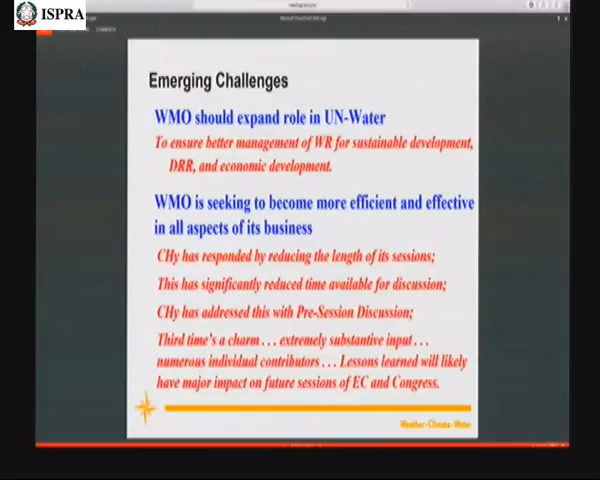 ISPRA
Emerging Challenges
WMO should expand role in UN-Water
To ensure better management of WR for sustainable development,
DRR, and economic development.
WMO is seeking to become more efficient and effective
in all aspects of its business
CHy has responded by reducing the length of its sessions;
This has significantly reduced time available for discussion;
CHy has addressed this with Pre-Session Discussion;
Third time's a charm . . . extremely substantive input . . .
numerous individual contributors . . . Lessons learned will likely
have major impact on future sessions of EC and Congress.
Weather-Climate-Water